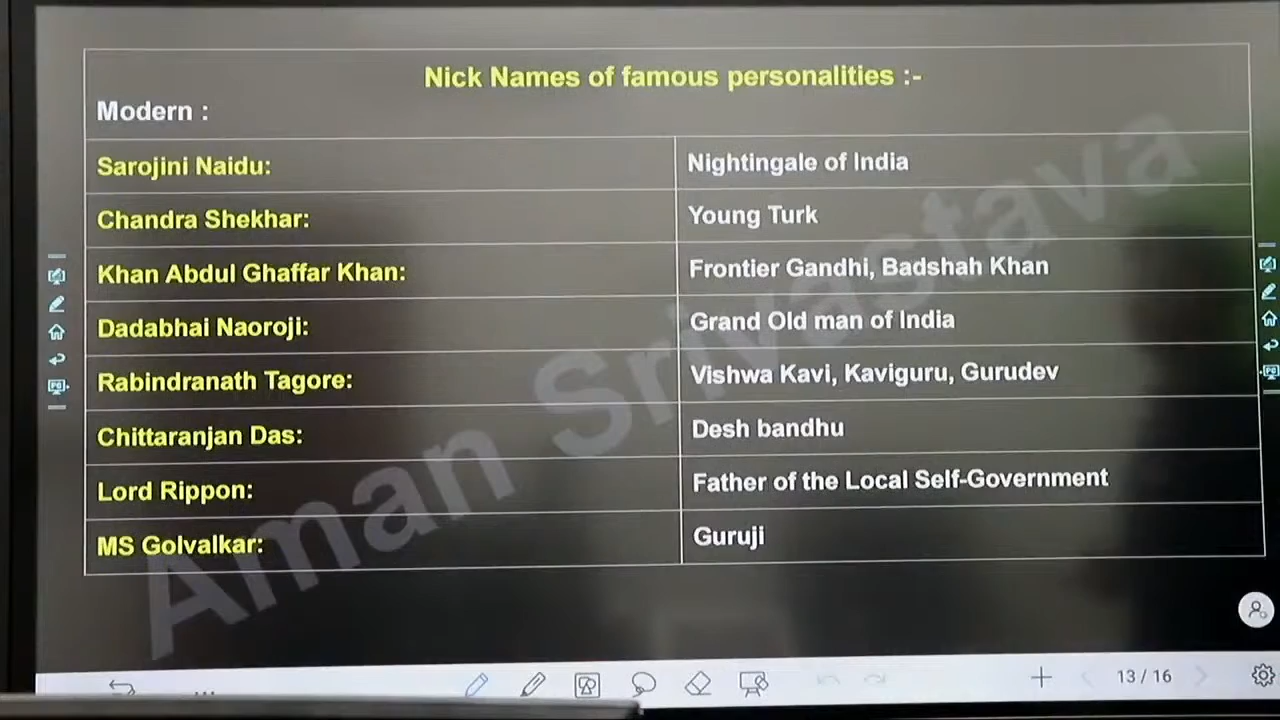 Nick Names of famous personalities :-
Modern :
Sarojini Naidu: Nightingale of India
Chandra Shekhar: Young Turk
Khan Abdul Ghaffar Khan: Frontier Gandhi, Badshah Khan
Dadabhai Naoroji: Grand Old man of India
Rabindranath Tagore: Vishwa Kavi, Kaviguru, Gurudev
Chittaranjan Das: Desh bandhu
Lord Rippon: Father of the Local Self-Government
MS Golvalkar: Guruji
Aman Srivastava
13 / 16